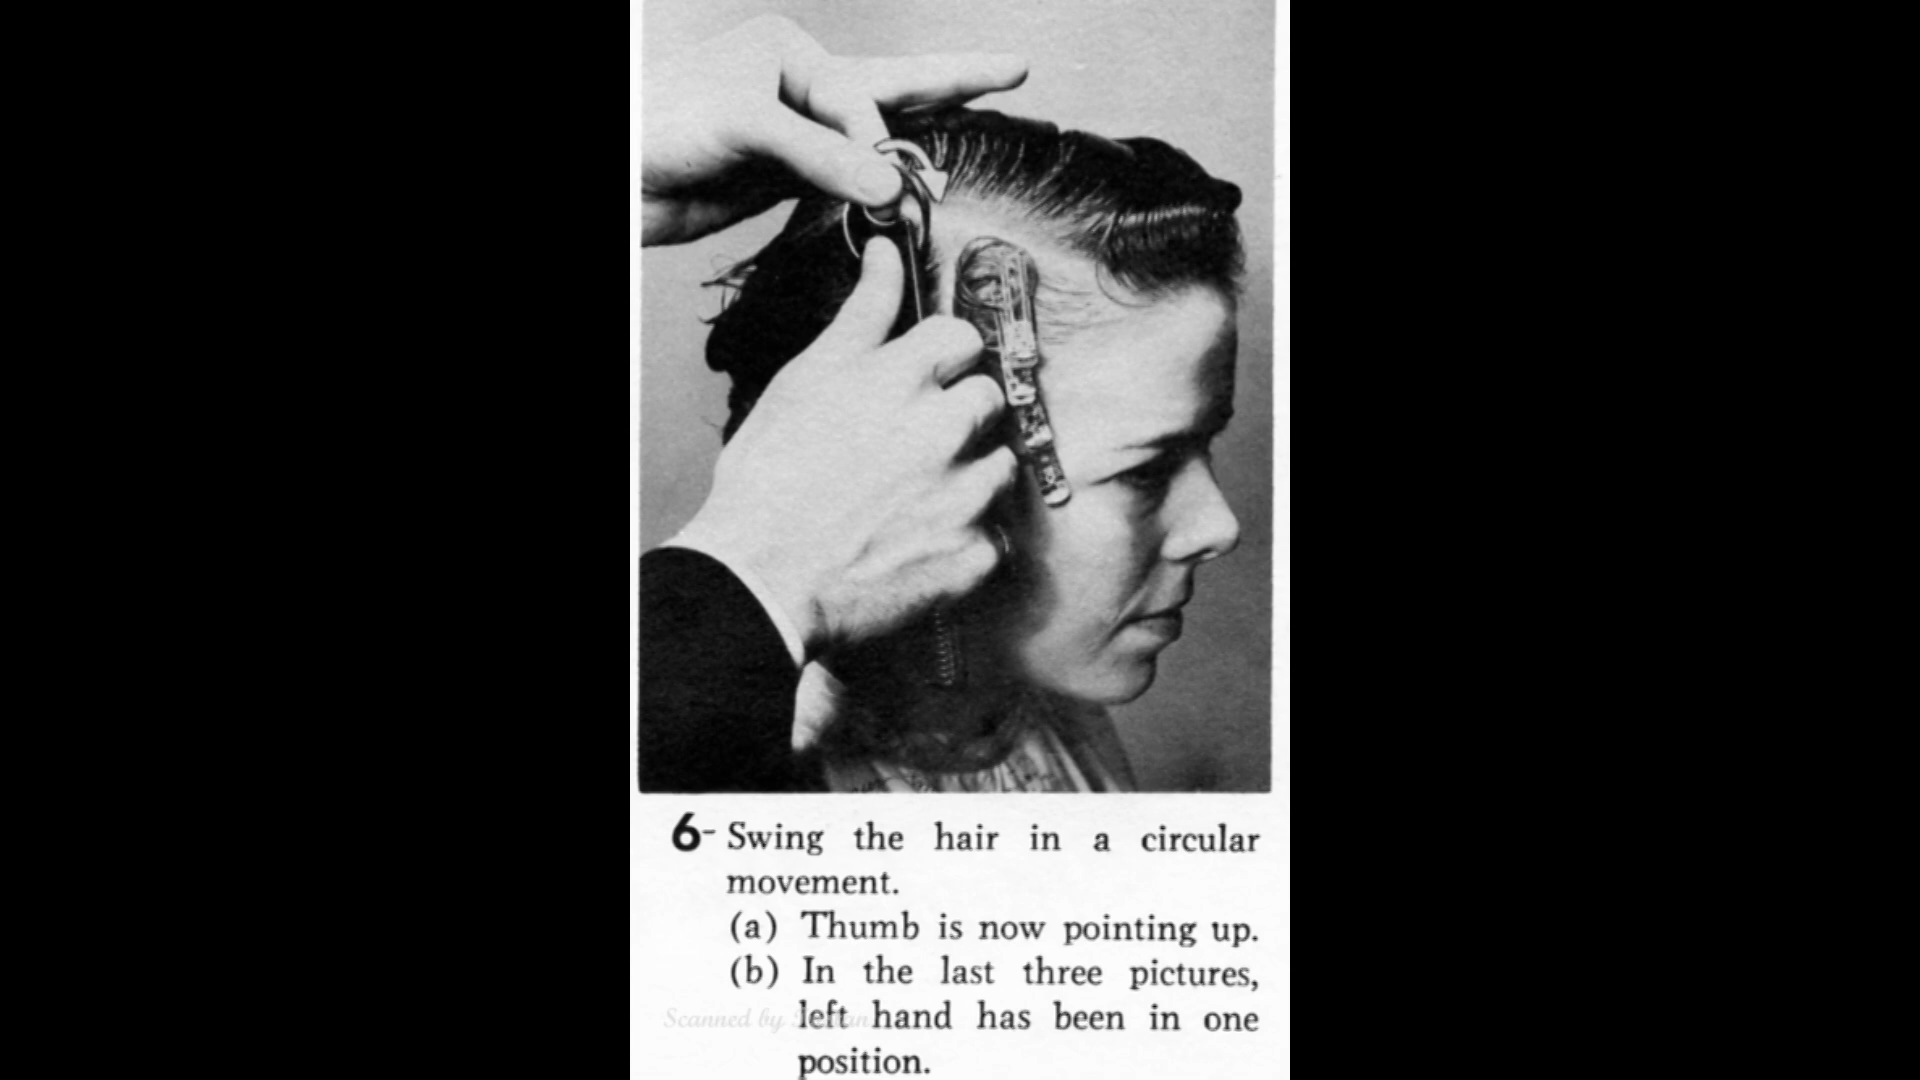 6- Swing the hair in a circular
movement.
(a) Thumb is now pointing up.
(b) In the last three pictures,
left hand has been in one
position.
Scanned by